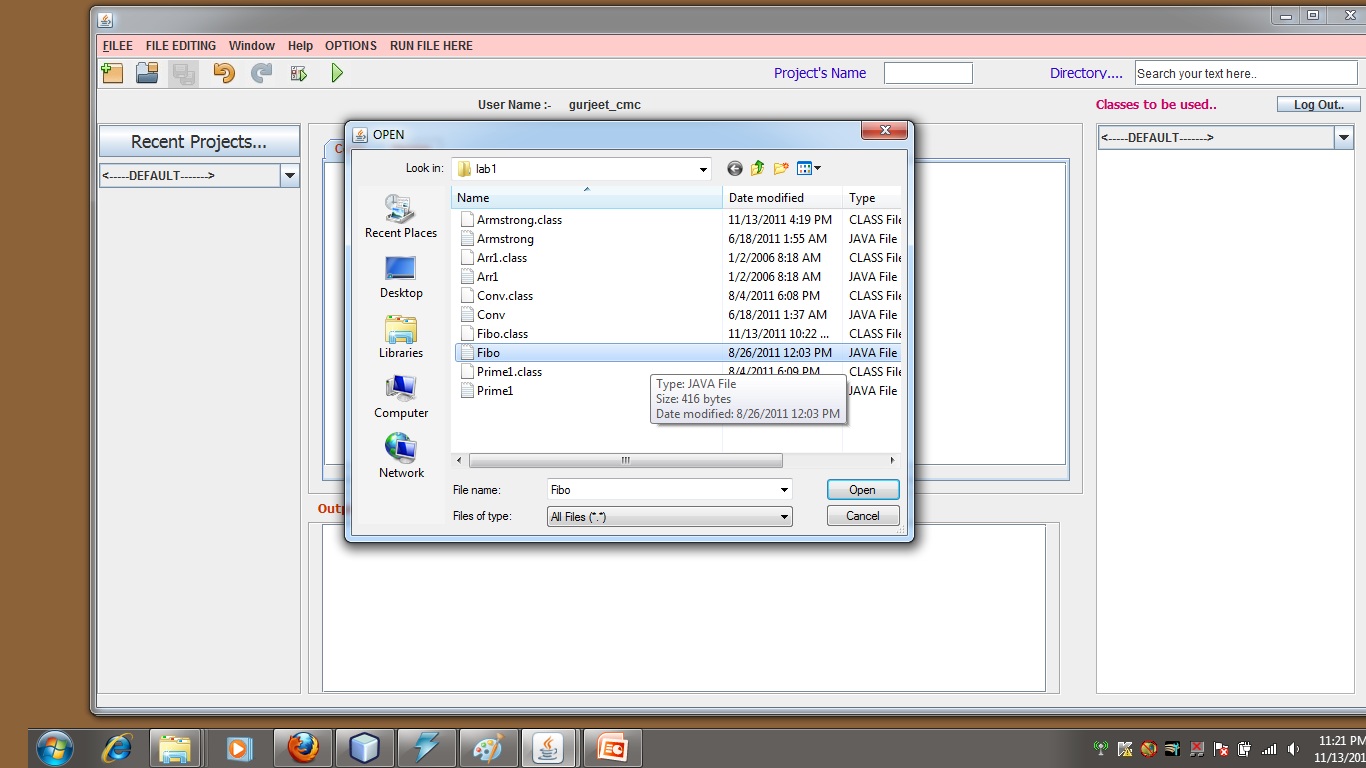 FILEE FILE EDITING Window Help OPTIONS RUN FILE HERE
Project's Name Directory.... Search your text here..
User Name :- gurjeet_cmc Classes to be used.. Log Out..
Recent Projects... <-----DEFAULT------->
<-----DEFAULT------->
OPEN
Look in: lab1
Recent Places
Desktop
Libraries
Computer
Network
Name Date modified Type
Armstrong.class 11/13/2011 4:19 PM CLASS File
Armstrong 6/18/2011 1:55 AM JAVA File
Arr1.class 1/2/2006 8:18 AM CLASS File
Arr1 1/2/2006 8:18 AM JAVA File
Conv.class 8/4/2011 6:08 PM CLASS File
Conv 6/18/2011 1:37 AM JAVA File
Fibo.class 11/13/2011 10:22 ... CLASS File
Fibo 8/26/2011 12:03 PM JAVA File
Prime1.class 8/4/2011 6:09 PM CLASS File
Prime1 JAVA File
Type: JAVA File
Size: 416 bytes
Date modified: 8/26/2011 12:03 PM
File name: Fibo Open
Files of type: All Files (*.*) Cancel
11:21 PM
11/13/201